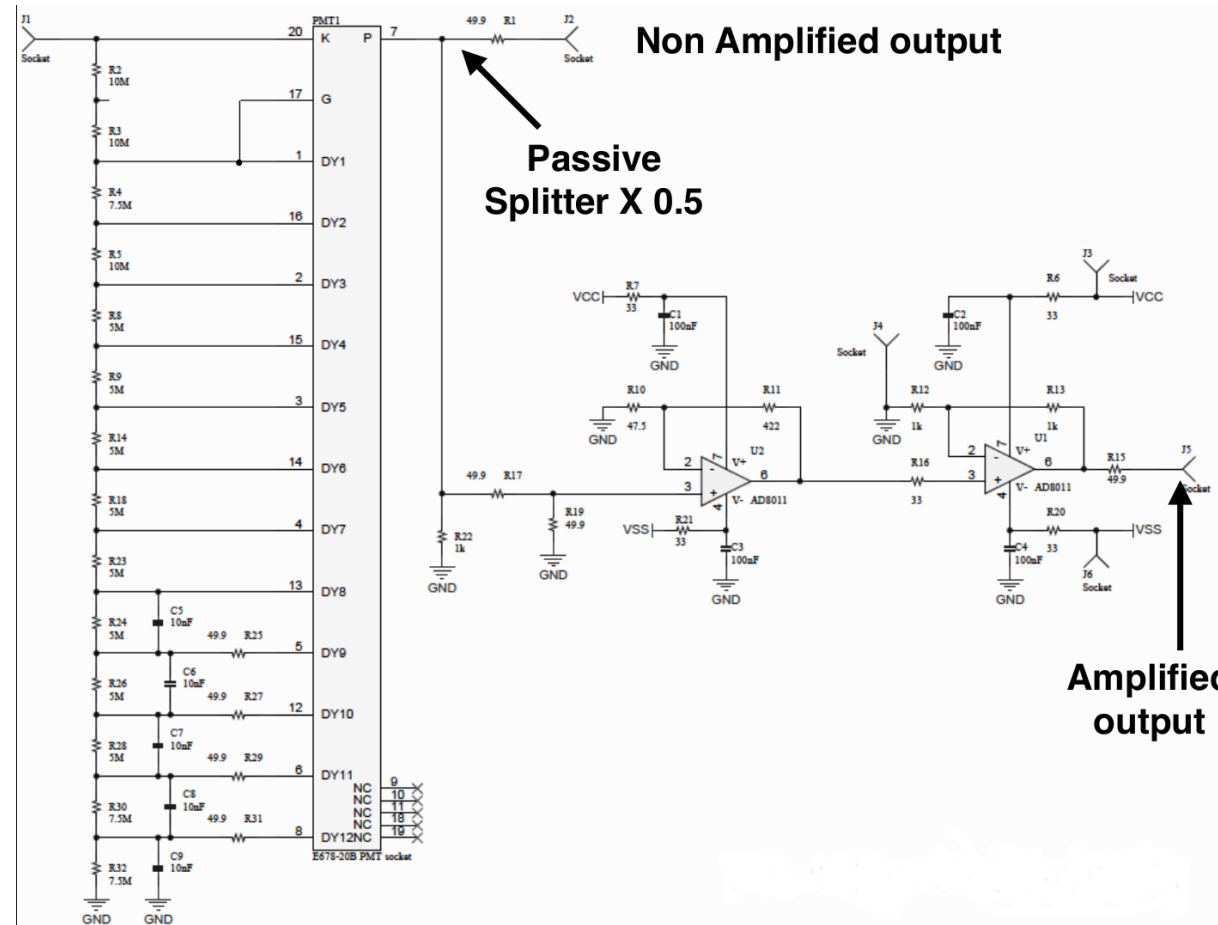 J1
Socket
PMT1
20 K P 7
49.9 R1
J2
Socket
Non Amplified output
R2
10M
17 G
R3
10M
1 DY1
Passive
Splitter X 0.5
R4
7.5M
16 DY2
R5
10M
2 DY3
R8
5M
15 DY4
R9
5M
3 DY5
R14
5M
14 DY6
R18
5M
4 DY7
R23
5M
13 DY8
C5
10nF
R24
5M
49.9 R25
5 DY9
C6
10nF
R26
5M
49.9 R27
12 DY10
C7
10nF
R28
5M
49.9 R29
6 DY11
C8
10nF
R30
7.5M
49.9 R31
8 DY12
NC 9
NC 10
NC 11
NC 18
NC 19
E678-20B PMT socket
R32
7.5M
C9
10nF
GND
GND
VCC
R7
33
C1
100nF
GND
R10
47.5
GND
R11
422
U2
2 -
3 +
7 V+
6
4 V- AD8011
49.9 R17
R19
49.9
GND
R22
1k
GND
VSS
R21
33
C3
100nF
GND
J3
Socket
R6
33
VCC
C2
100nF
GND
J4
Socket
GND
R12
1k
R13
1k
U1
R16
33
2 -
3 +
7 V+
6
4 V- AD8011
R15
49.9
J5
Socket
R20
33
VSS
C4
100nF
GND
J6
Socket
Amplified
output